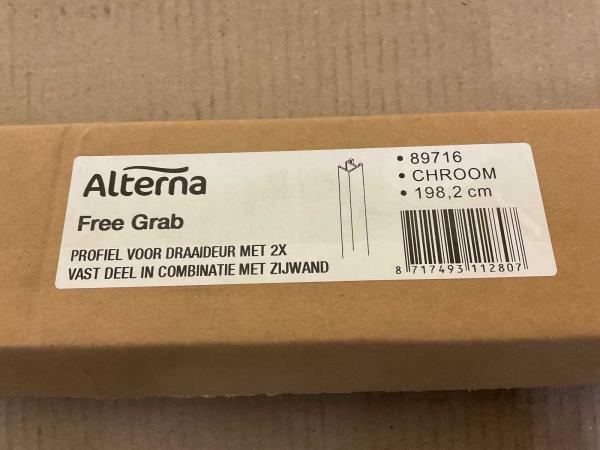 Alterna
Free Grab
PROFIEL VOOR DRAAIDEUR MET 2X
VAST DEEL IN COMBINATIE MET ZIJWAND
• 89716
• CHROOM
• 198,2 cm
8 717493 112807